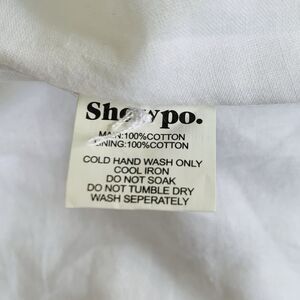 Showpo.
MAIN:100%COTTON
LINING:100%COTTON
COLD HAND WASH ONLY
COOL IRON
DO NOT SOAK
DO NOT TUMBLE DRY
WASH SEPERATELY